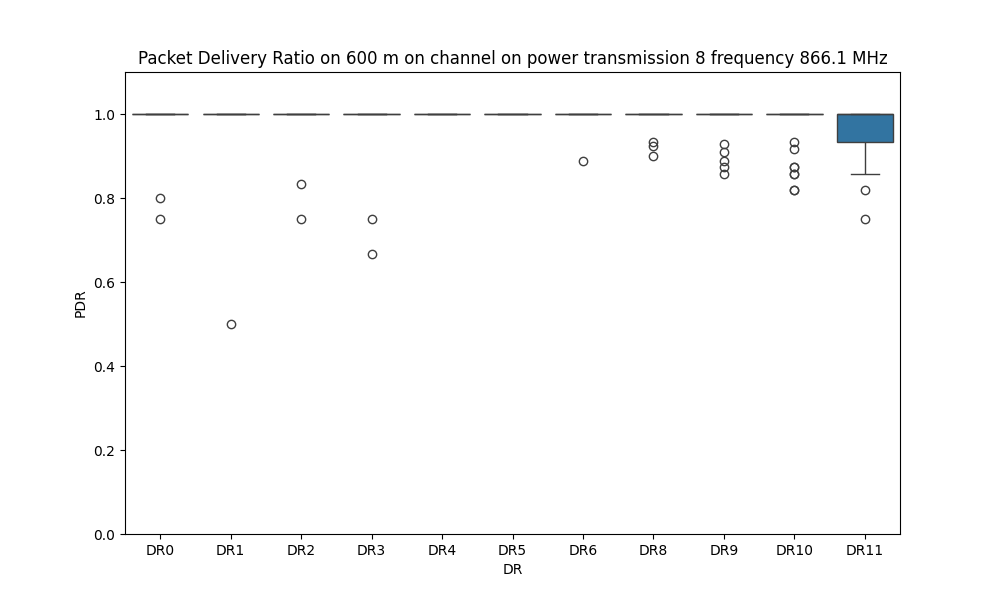 Packet Delivery Ratio on 600 m on channel on power transmission 8 frequency 866.1 MHz
1.0
0.8
0.6
0.4
0.2
0.0
PDR
DR0 DR1 DR2 DR3 DR4 DR5 DR6 DR8 DR9 DR10 DR11
DR